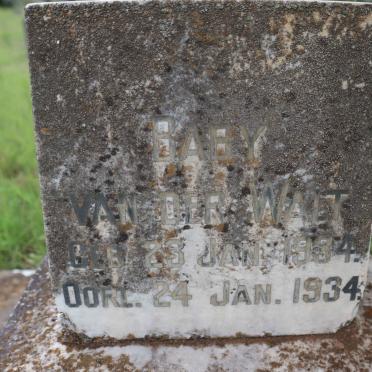 BABY
VAN DER WALT
GEB. 23 JAN. 1934.
OORL. 24 JAN. 1934.